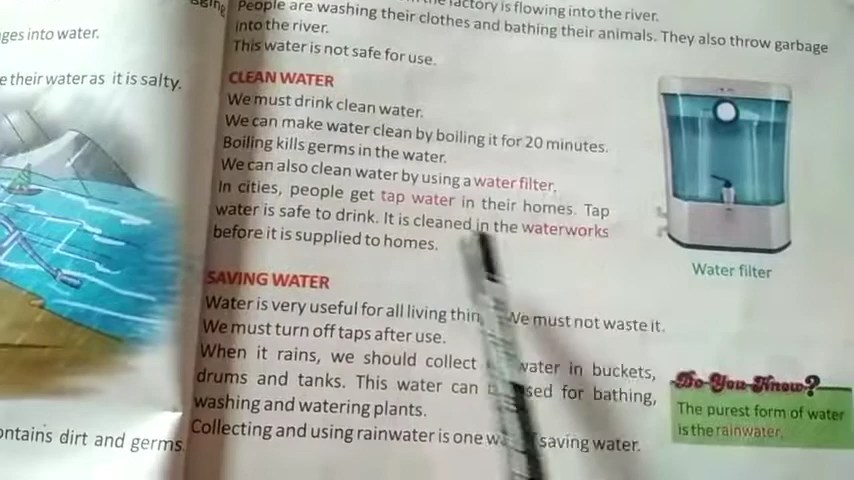 ges into water.
e their water as it is salty.
ontains dirt and germs.
factory is flowing into the river.
People are washing their clothes and bathing their animals. They also throw garbage
into the river.
This water is not safe for use.
CLEAN WATER
We must drink clean water.
We can make water clean by boiling it for 20 minutes.
Boiling kills germs in the water.
We can also clean water by using a water filter.
In cities, people get tap water in their homes. Tap
water is safe to drink. It is cleaned in the waterworks
before it is supplied to homes.
Water filter
SAVING WATER
Water is very useful for all living thin We must not waste it.
We must turn off taps after use.
When it rains, we should collect water in buckets,
drums and tanks. This water can b sed for bathing,
washing and watering plants.
Collecting and using rainwater is one w saving water.
Do You Know?
The purest form of water
is the rainwater.